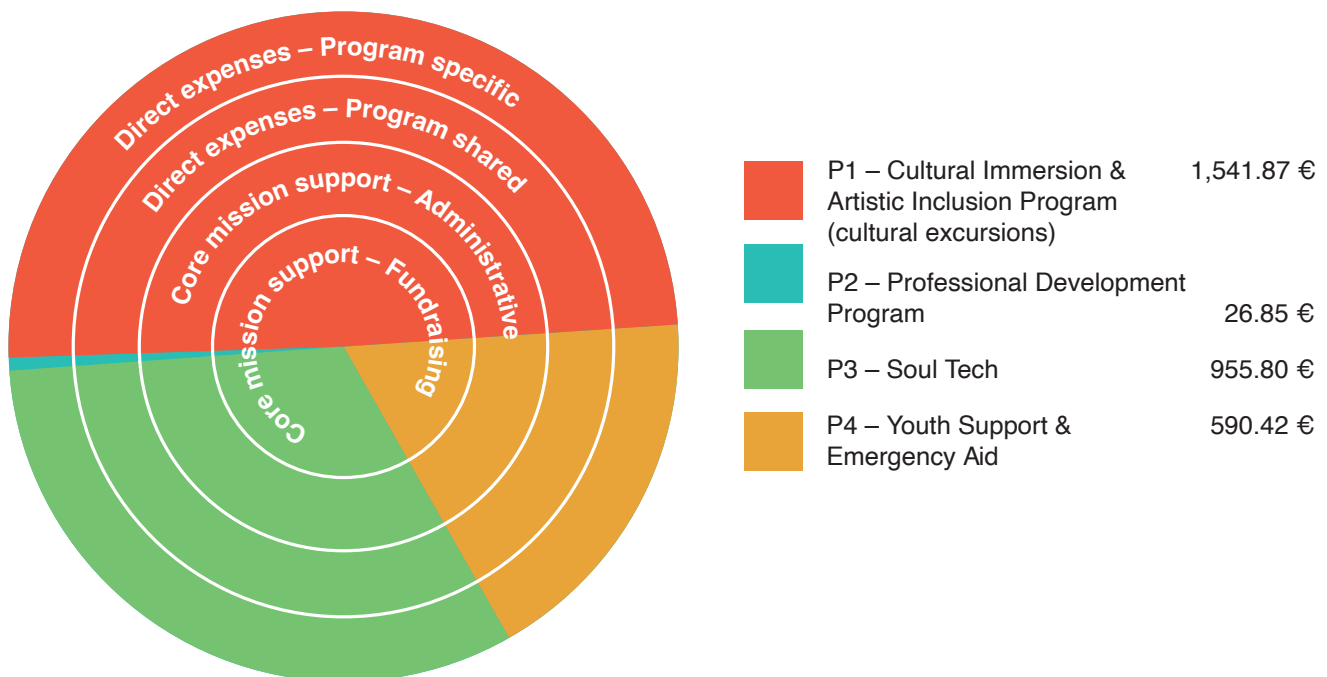 Direct expenses – Program specific
Direct expenses – Program shared
Core mission support – Administrative
Core mission support – Fundraising
P1 – Cultural Immersion & 1,541.87 €
Artistic Inclusion Program
(cultural excursions)
P2 – Professional Development
Program 26.85 €
P3 – Soul Tech 955.80 €
P4 – Youth Support & 590.42 €
Emergency Aid